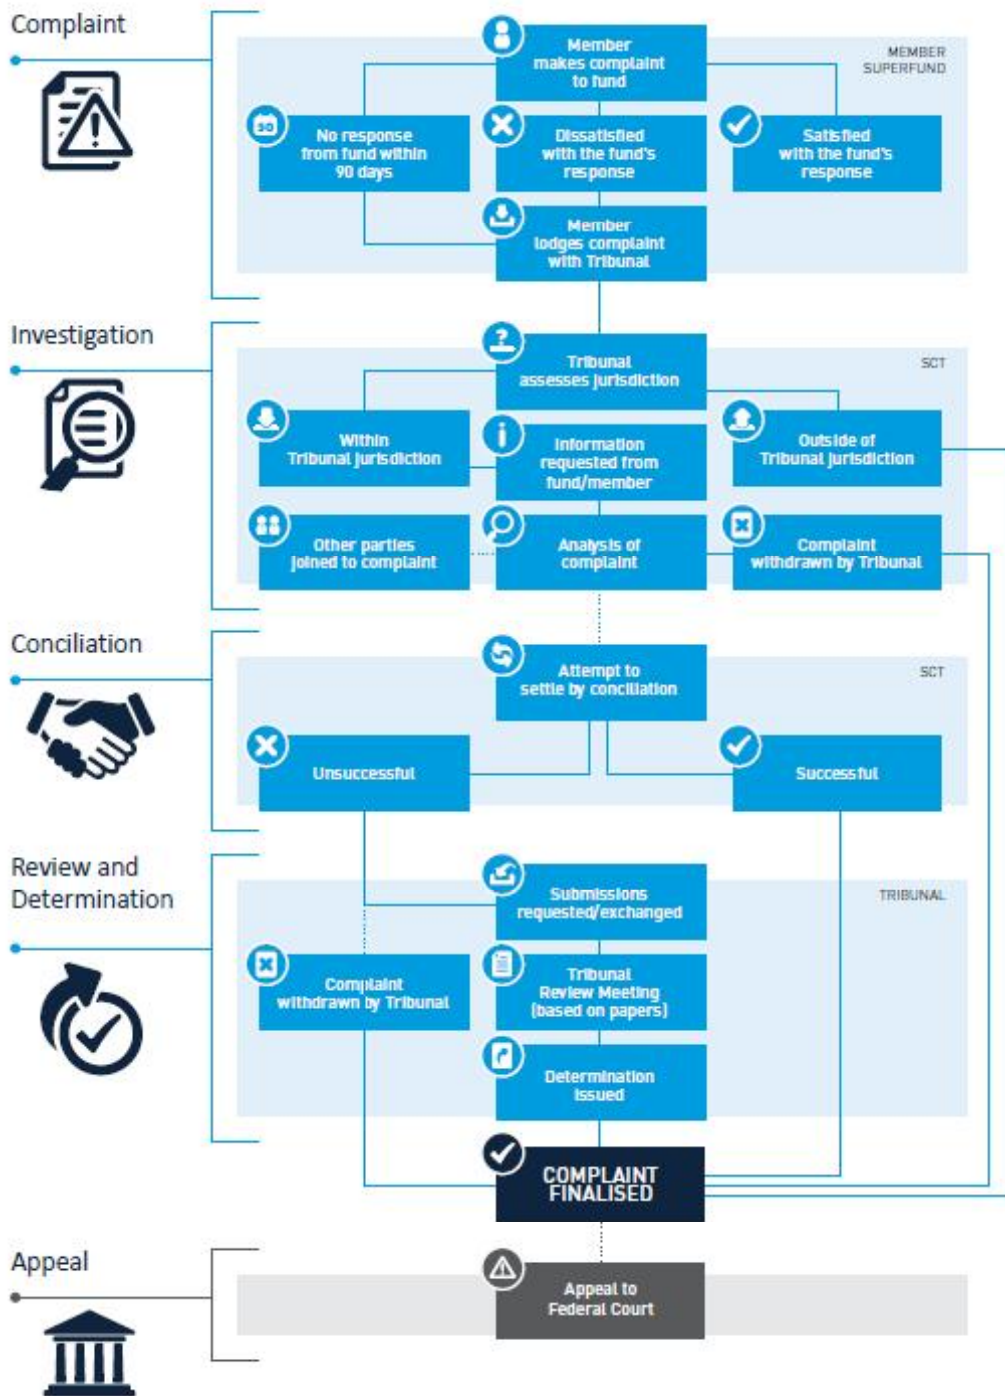 Complaint
MEMBER
SUPERFUND
Member
makes complaint
to fund
30
No response
from fund within
90 days
Dissatisfied
with the fund's
response
Satisfied
with the fund's
response
Member
lodges complaint
with Tribunal
Investigation
SCT
?
Tribunal
assesses jurisdiction
Within
Tribunal jurisdiction
i
Information
requested from
fund/member
Outside of
Tribunal jurisdiction
Other parties
joined to complaint
Analysis of
complaint
Complaint
withdrawn by Tribunal
Conciliation
SCT
Attempt to
settle by conciliation
Unsuccessful
Successful
Review and
Determination
TRIBUNAL
Submissions
requested/exchanged
Complaint
withdrawn by Tribunal
Tribunal
Review Meeting
(based on papers)
Determination
issued
COMPLAINT
FINALISED
Appeal
Appeal to
Federal Court